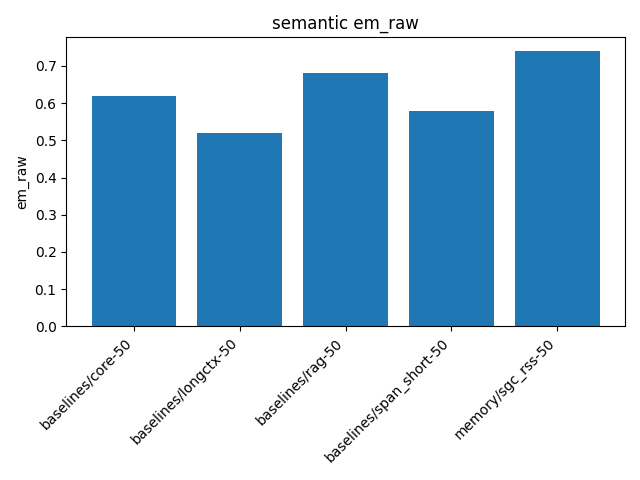 semantic em_raw
em_raw
0.7
0.6
0.5
0.4
0.3
0.2
0.1
0.0
baselines/core-50
baselines/longctx-50
baselines/rag-50
baselines/span_short-50
memory/sgc_rss-50